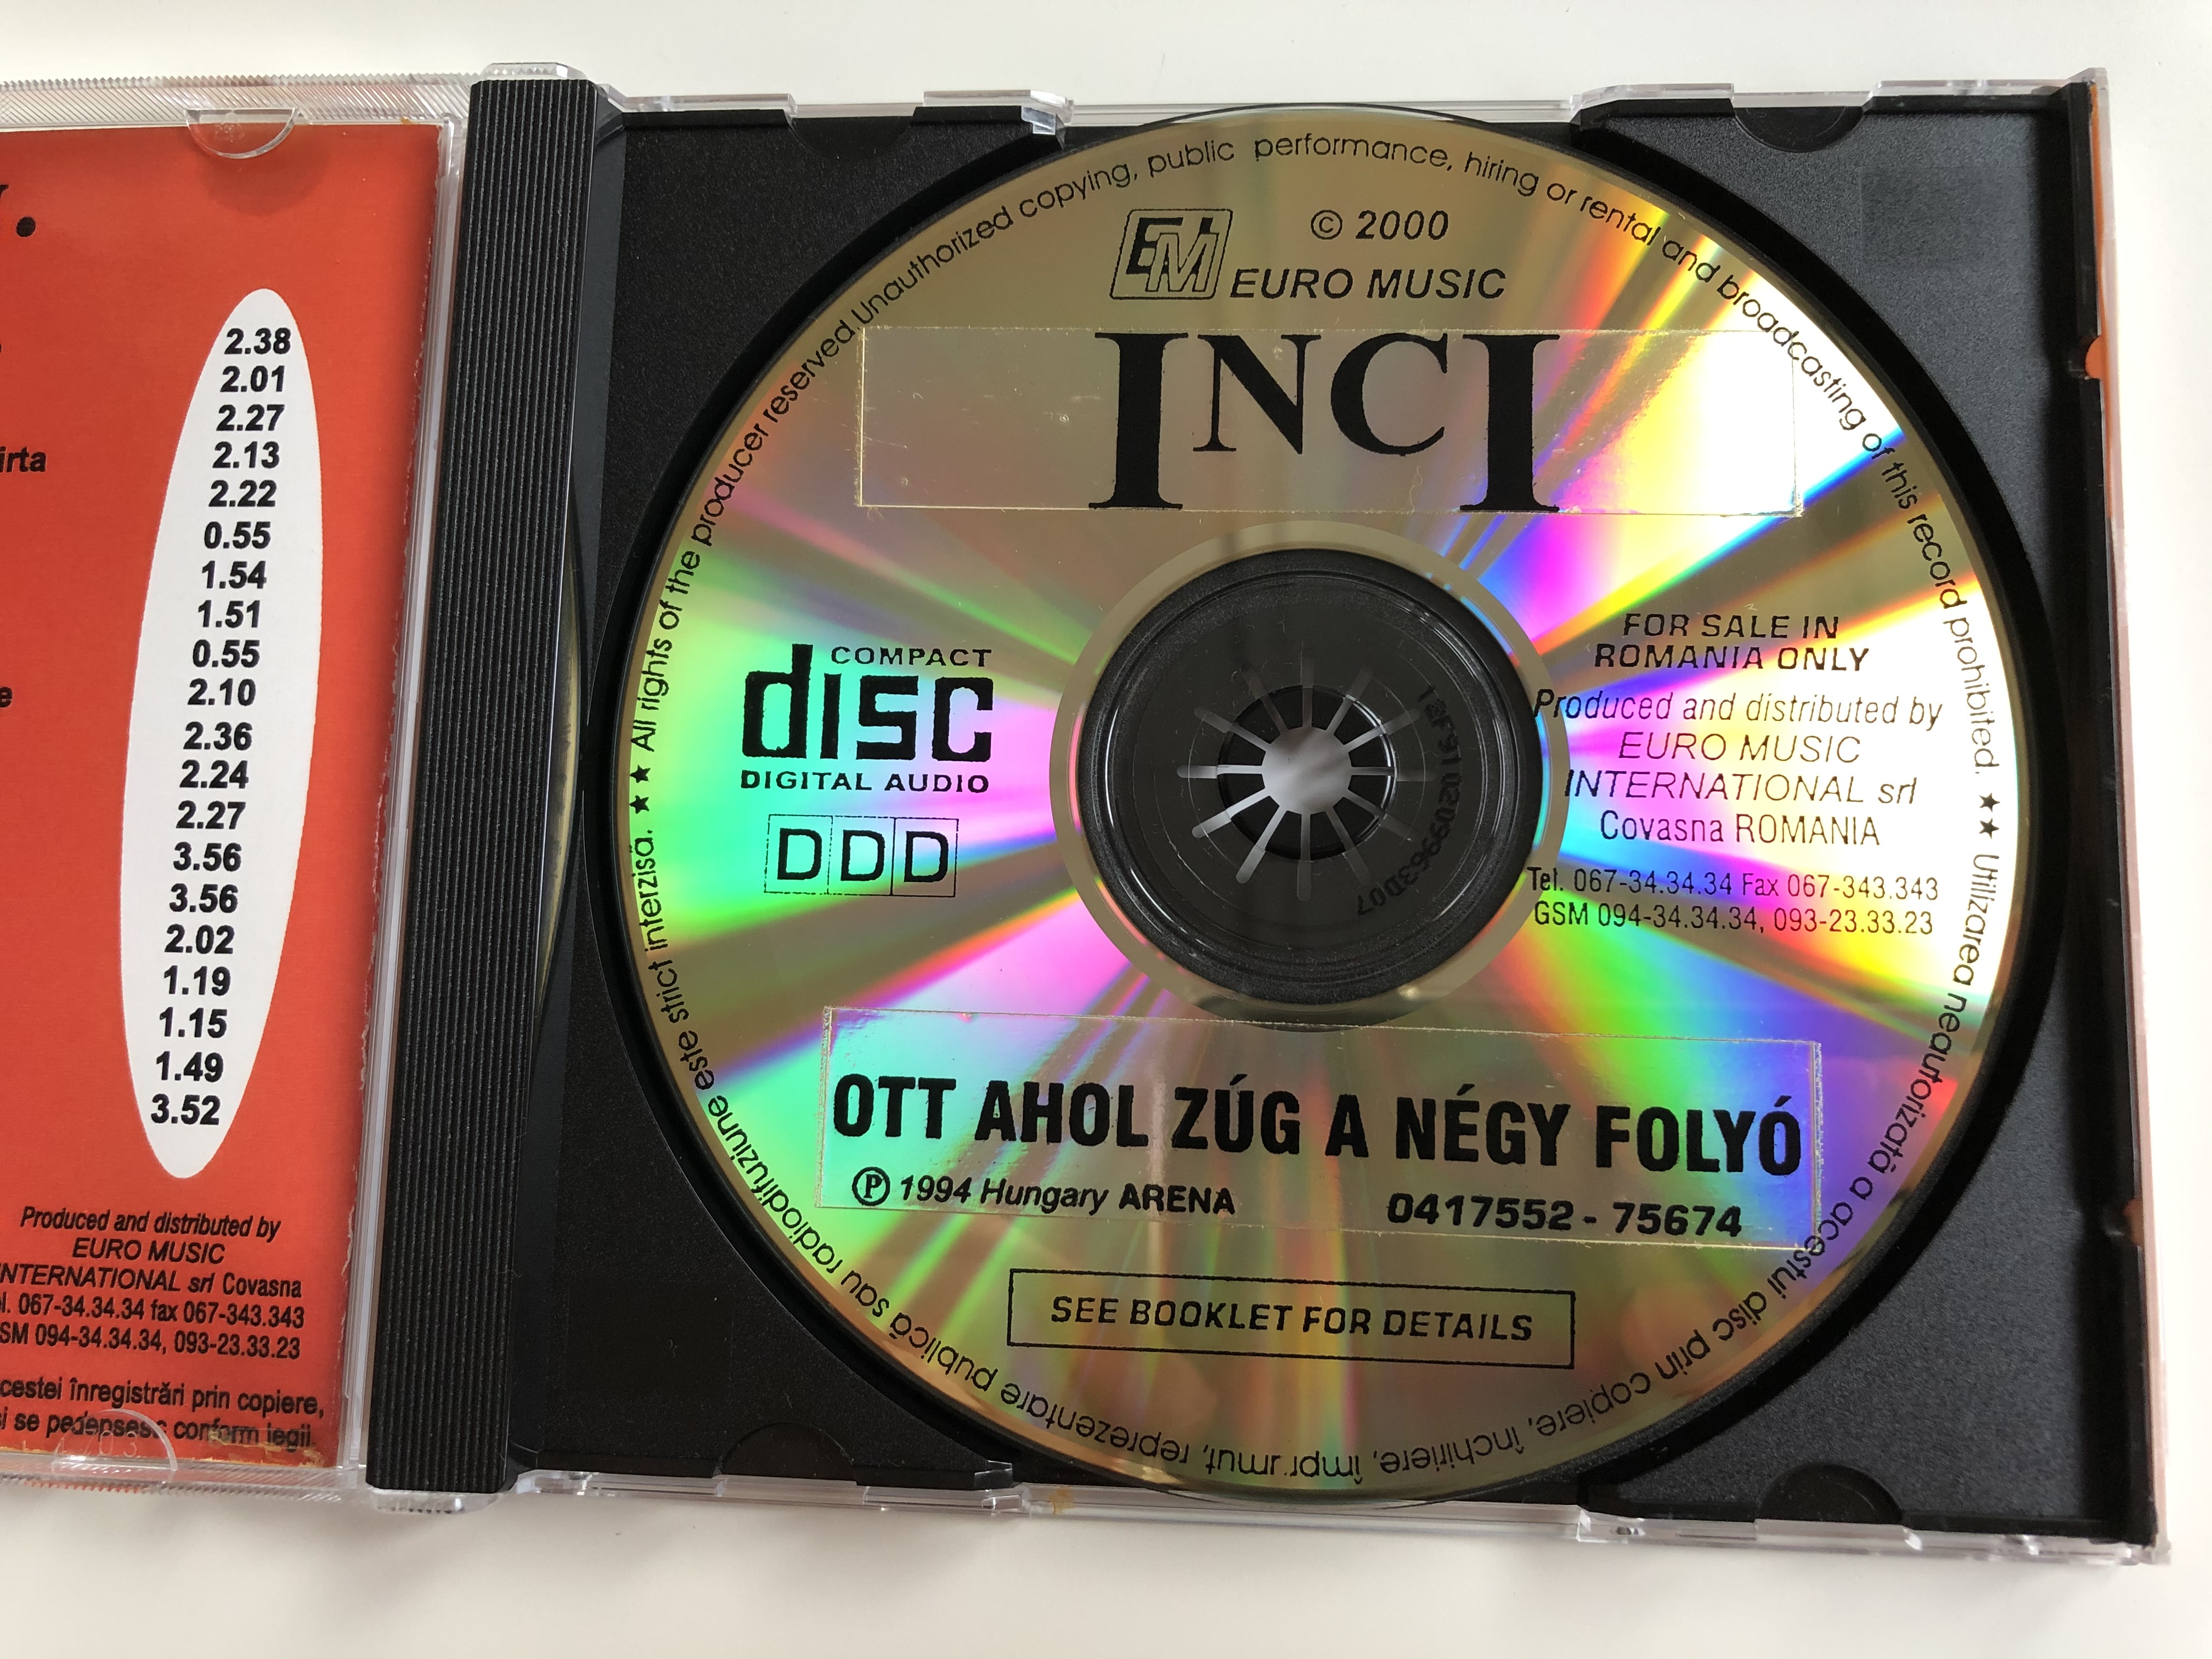 2.38
2.01
2.27
2.13
2.22
0.55
1.54
1.51
0.55
2.10
2.36
2.24
2.27
3.56
3.56
2.02
1.19
1.15
1.49
3.52
Produced and distributed by
EURO MUSIC
INTERNATIONAL srl Covasna
067-34.34.34 fax 067-343.343
094-34.34.34, 093-23.33.23
înregistrări prin copiere,
se pedepsesc conform legii.
★★ All rights of the producer reserved. Unauthorized copying, public performance, hiring or rental and broadcasting of this record prohibited. ★★ Utilizarea neautorizată a acestui disc prin copiere, închiriere, împrumut, reprezentare publică sau radiodifuziune este strict interzisă.
EM
© 2000
EURO MUSIC
INCI
COMPACT
disc
DIGITAL AUDIO
DDD
FOR SALE IN
ROMANIA ONLY
Produced and distributed by
EURO MUSIC
INTERNATIONAL srl
Covasna ROMANIA
Tel. 067-34.34.34 Fax 067-343.343
GSM 094-34.34.34, 093-23.33.23
OTT AHOL ZÚG A NÉGY FOLYÓ
℗ 1994 Hungary ARENA
0417552 - 75674
SEE BOOKLET FOR DETAILS